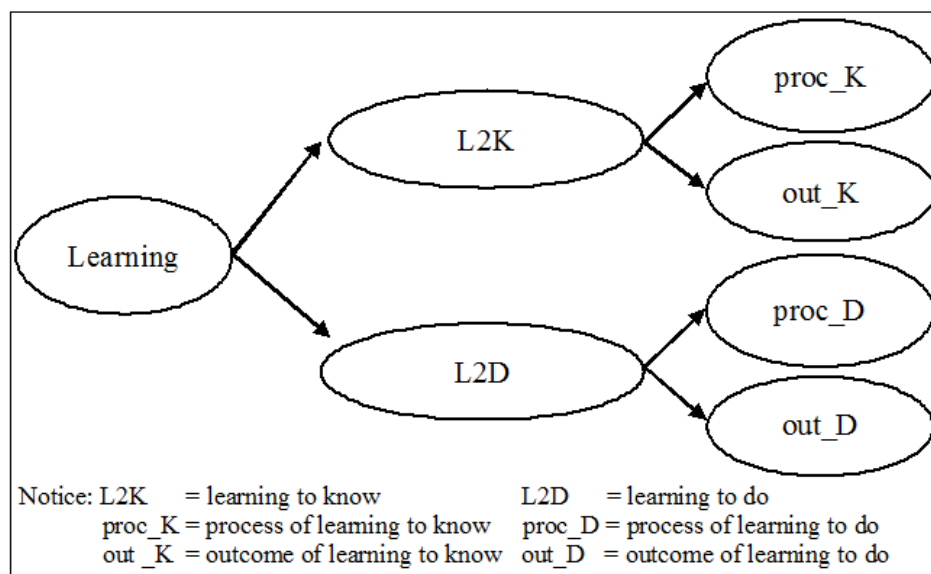 proc_K
L2K
out_K
Learning
proc_D
L2D
out_D
Notice: L2K = learning to know L2D = learning to do
proc_K = process of learning to know proc_D = process of learning to do
out _K = outcome of learning to know out_D = outcome of learning to do